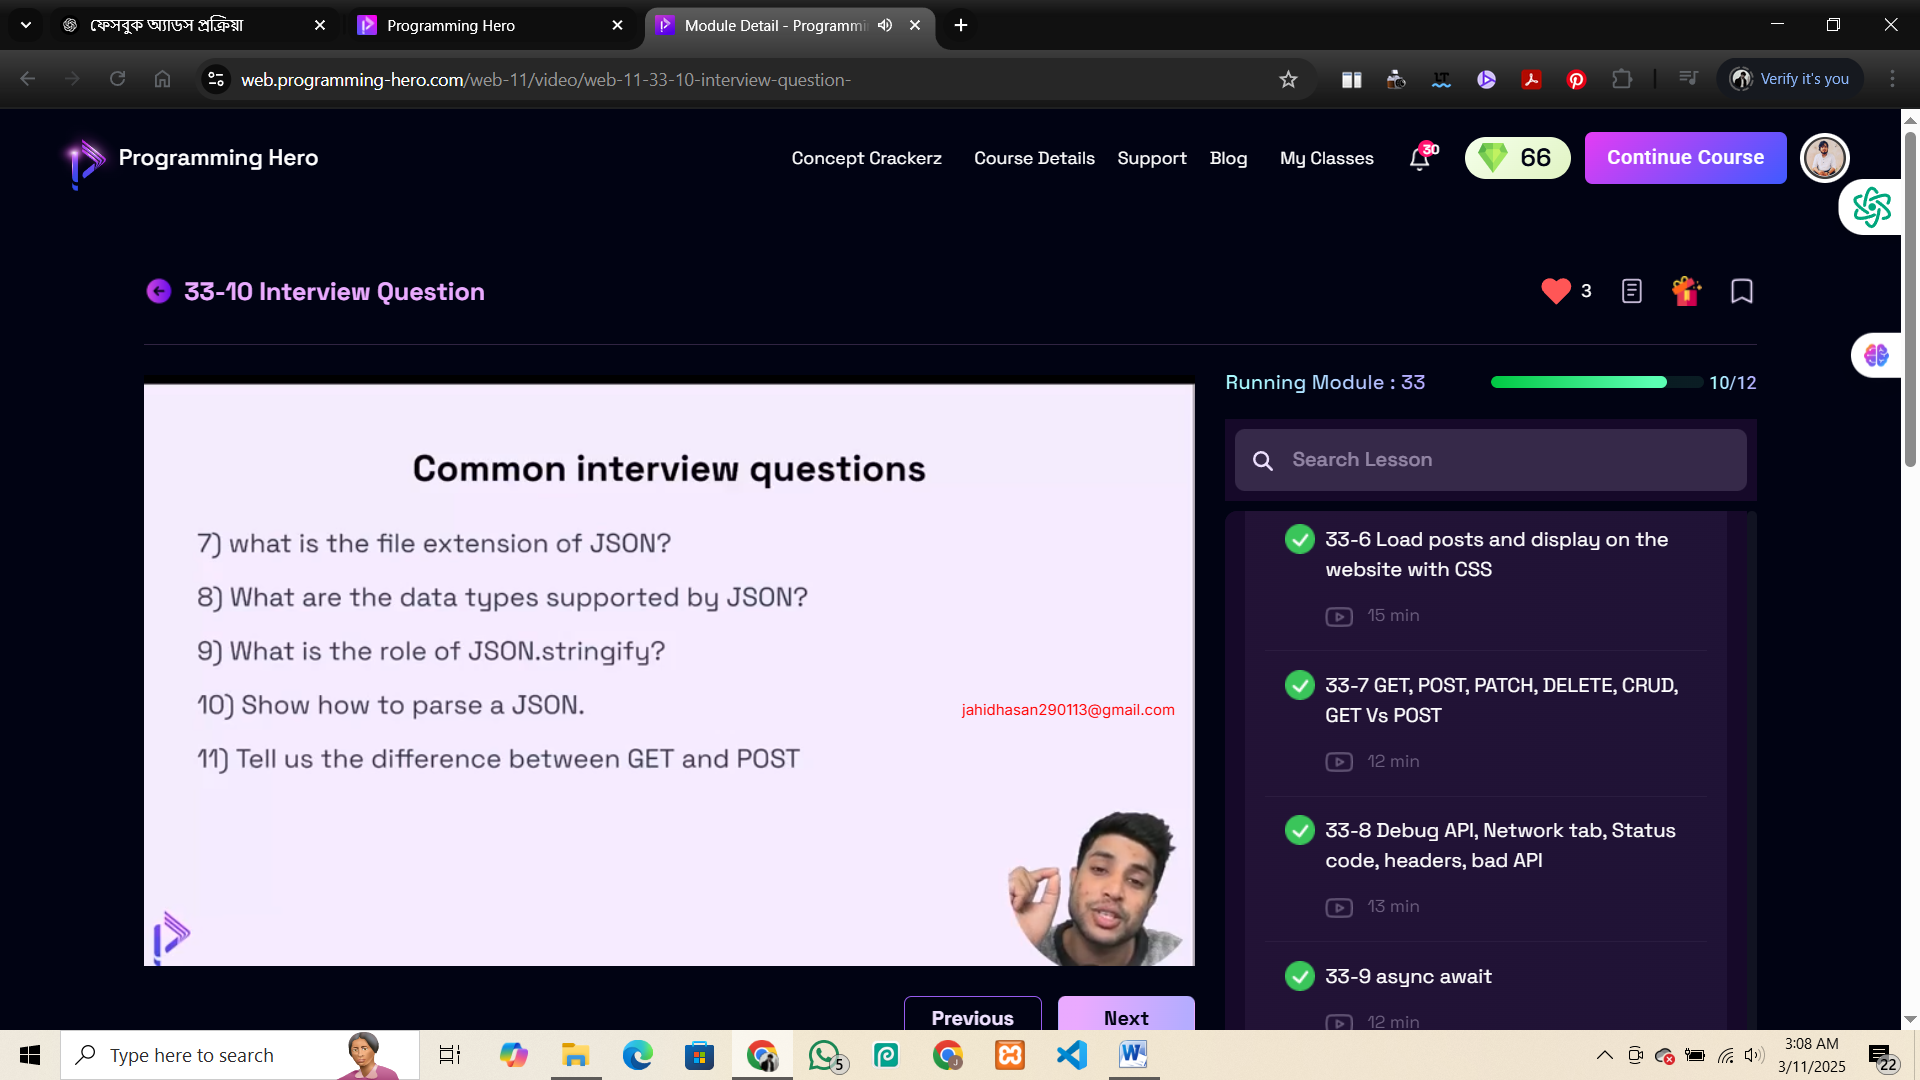 ফেসবুক অ্যাডস প্রক্রিয়া
Programming Hero
Module Detail - Programmi
web.programming-hero.com/web-11/video/web-11-33-10-interview-question-
Verify it's you
Programming Hero
Concept Crackerz
Course Details
Support
Blog
My Classes
30
66
Continue Course
33-10 Interview Question
3
Running Module : 33
10/12
Common interview questions
7) what is the file extension of JSON?
8) What are the data types supported by JSON?
9) What is the role of JSON.stringify?
10) Show how to parse a JSON.
jahidhasan290113@gmail.com
11) Tell us the difference between GET and POST
Previous
Next
Search Lesson
33-6 Load posts and display on the
website with CSS
15 min
33-7 GET, POST, PATCH, DELETE, CRUD,
GET Vs POST
12 min
33-8 Debug API, Network tab, Status
code, headers, bad API
13 min
33-9 async await
12 min
Type here to search
5
3:08 AM
3/11/2025
22